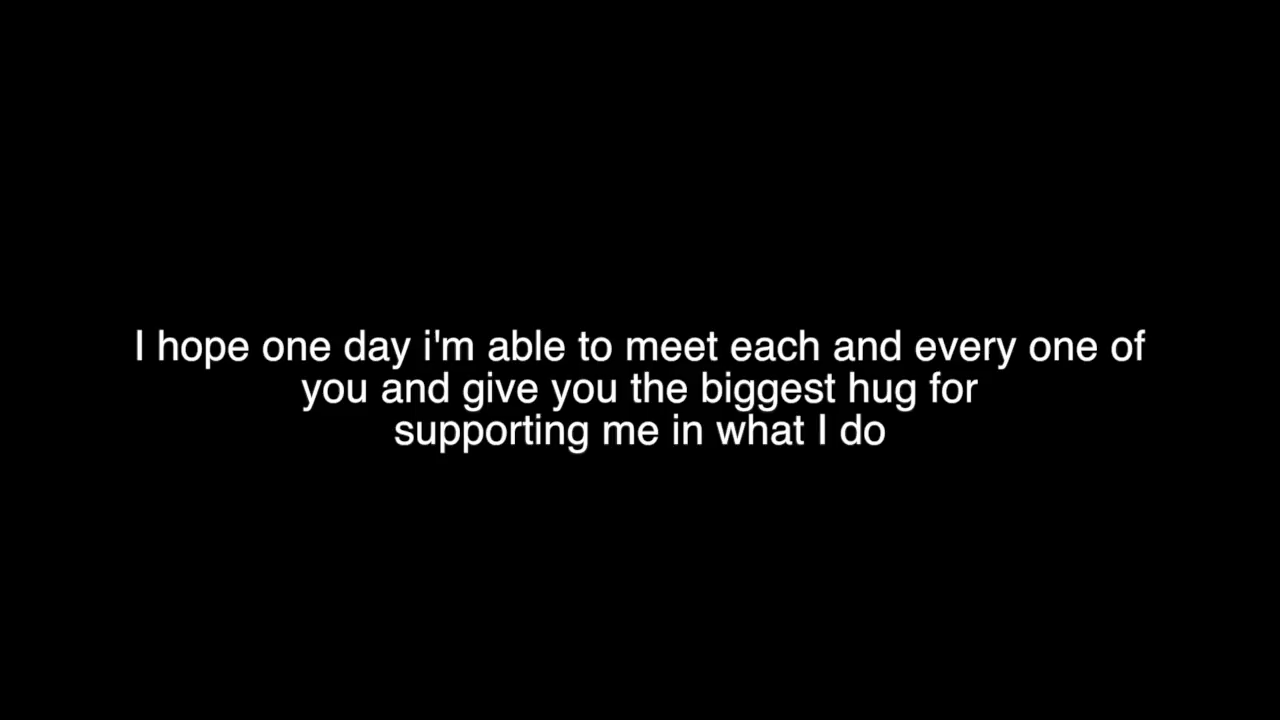 I hope one day i'm able to meet each and every one of
you and give you the biggest hug for
supporting me in what I do